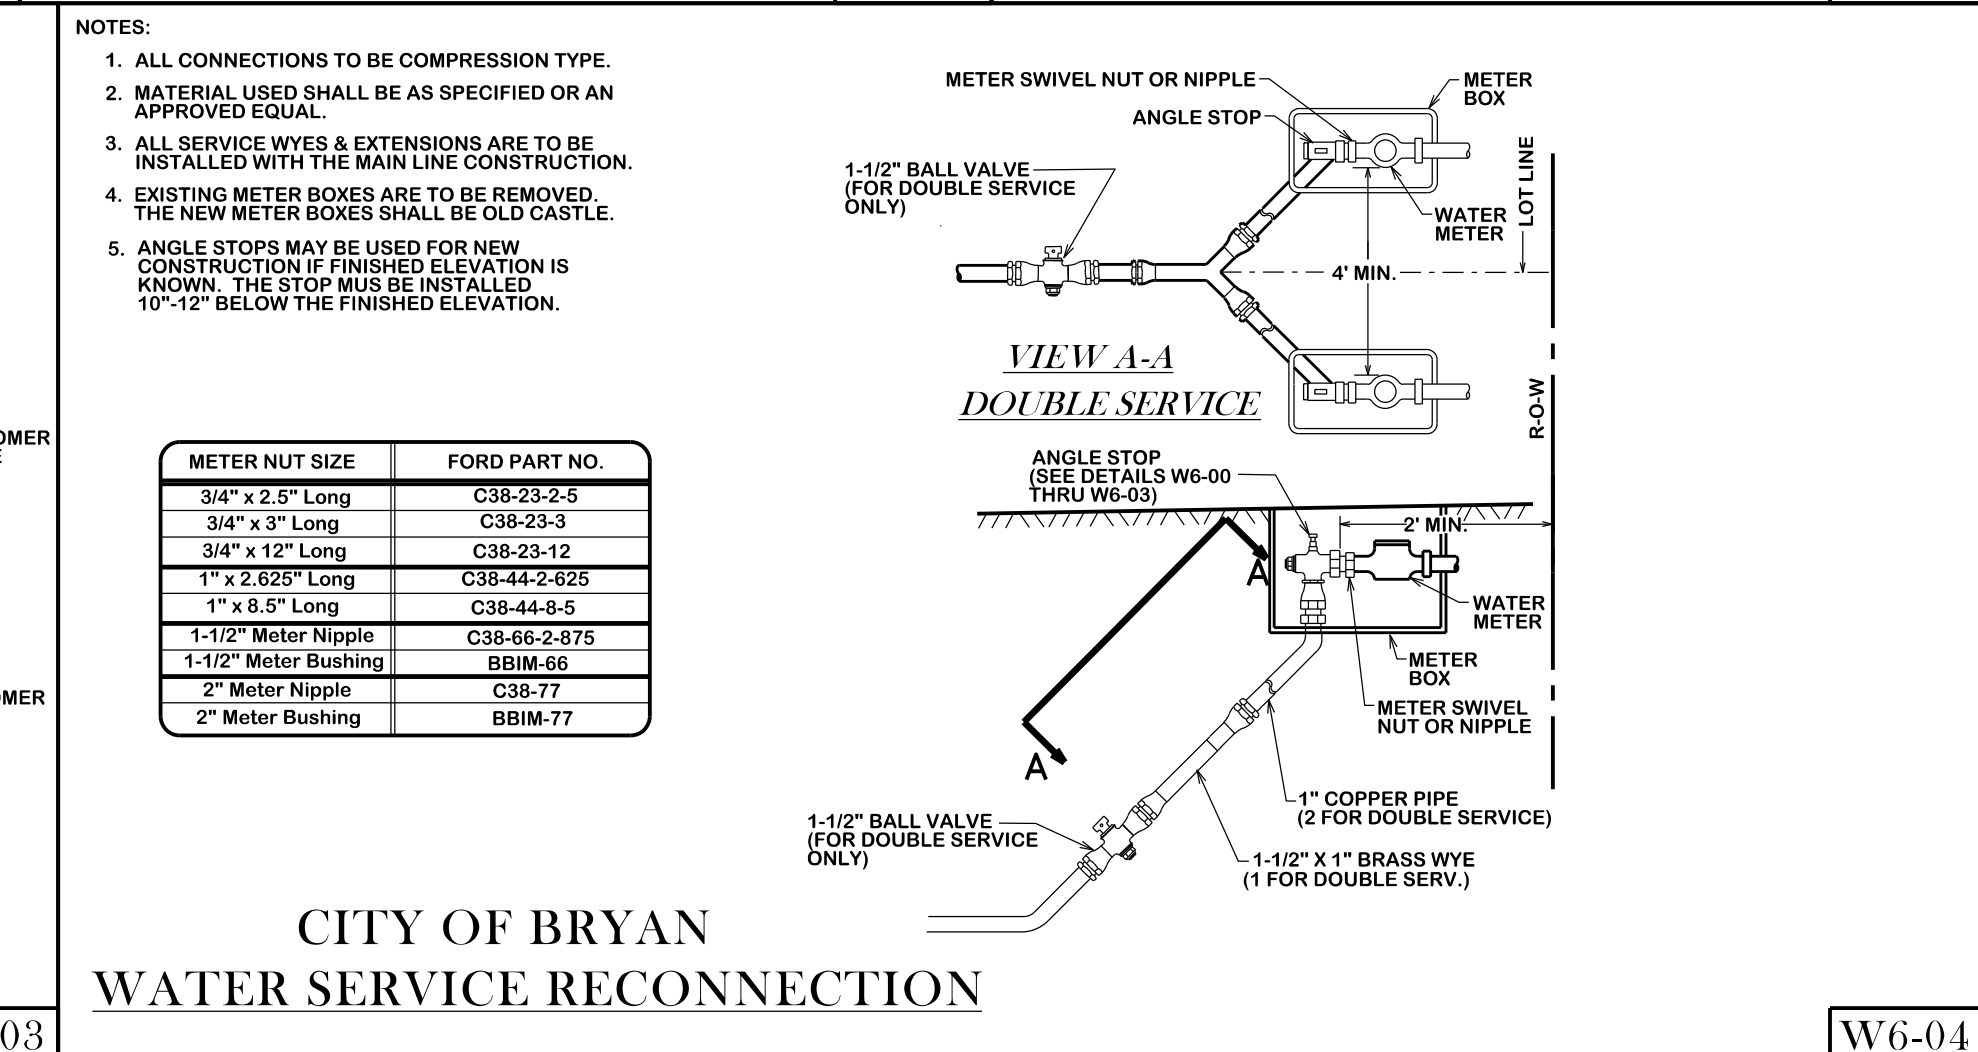 NOTES:
1. ALL CONNECTIONS TO BE COMPRESSION TYPE.
2. MATERIAL USED SHALL BE AS SPECIFIED OR AN
APPROVED EQUAL.
3. ALL SERVICE WYES & EXTENSIONS ARE TO BE
INSTALLED WITH THE MAIN LINE CONSTRUCTION.
4. EXISTING METER BOXES ARE TO BE REMOVED.
THE NEW METER BOXES SHALL BE OLD CASTLE.
5. ANGLE STOPS MAY BE USED FOR NEW
CONSTRUCTION IF FINISHED ELEVATION IS
KNOWN. THE STOP MUS BE INSTALLED
10"-12" BELOW THE FINISHED ELEVATION.
OMER
METER NUT SIZE FORD PART NO.
3/4" x 2.5" Long C38-23-2-5
3/4" x 3" Long C38-23-3
3/4" x 12" Long C38-23-12
1" x 2.625" Long C38-44-2-625
1" x 8.5" Long C38-44-8-5
1-1/2" Meter Nipple C38-66-2-875
1-1/2" Meter Bushing BBIM-66
2" Meter Nipple C38-77
2" Meter Bushing BBIM-77
OMER
METER SWIVEL NUT OR NIPPLE
METER
BOX
ANGLE STOP
1-1/2" BALL VALVE
(FOR DOUBLE SERVICE
ONLY)
LOT LINE
WATER
METER
4' MIN.
VIEW A-A
DOUBLE SERVICE
R-O-W
ANGLE STOP
(SEE DETAILS W6-00
THRU W6-03)
2' MIN.
A
WATER
METER
METER
BOX
METER SWIVEL
NUT OR NIPPLE
A
1" COPPER PIPE
(2 FOR DOUBLE SERVICE)
1-1/2" BALL VALVE
(FOR DOUBLE SERVICE
ONLY)
1-1/2" X 1" BRASS WYE
(1 FOR DOUBLE SERV.)
CITY OF BRYAN
WATER SERVICE RECONNECTION
03
W6-04